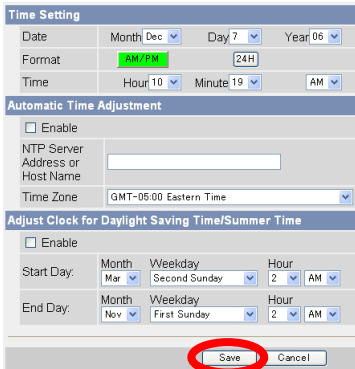 Time Setting
Date Month Dec Day 7 Year 06
Format AM/PM 24H
Time Hour 10 Minute 19 AM
Automatic Time Adjustment
Enable
NTP Server
Address or
Host Name
Time Zone GMT-05:00 Eastern Time
Adjust Clock for Daylight Saving Time/Summer Time
Enable
Month Weekday Hour
Start Day: Mar Second Sunday 2 AM
Month Weekday Hour
End Day: Nov First Sunday 2 AM
Save Cancel